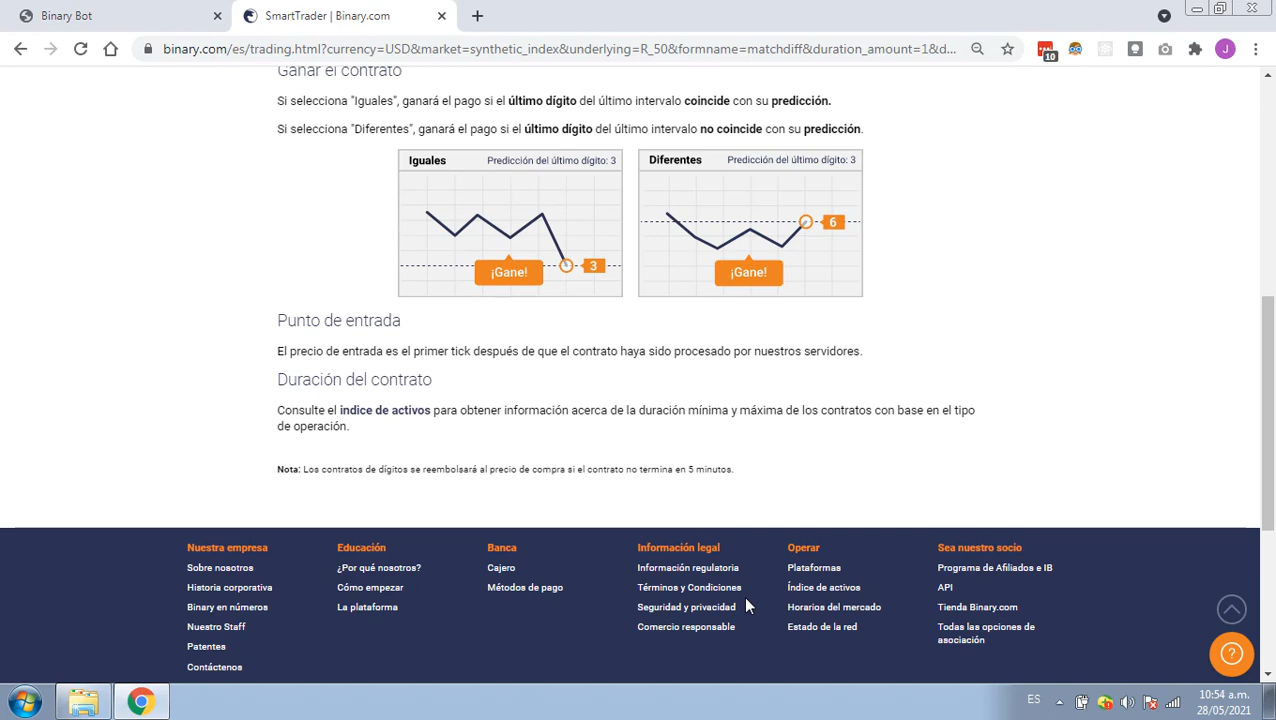 Binary Bot
SmartTrader | Binary.com
binary.com/es/trading.html?currency=USD&market=synthetic_index&underlying=R_50&formname=matchdiff&duration_amount=1&d...
10
J
Ganar el contrato
Si selecciona "Iguales", ganará el pago si el último dígito del último intervalo coincide con su predicción.
Si selecciona "Diferentes", ganará el pago si el último dígito del último intervalo no coincide con su predicción.
Iguales Predicción del último dígito: 3
3
¡Gane!
Diferentes Predicción del último dígito: 3
6
¡Gane!
Punto de entrada
El precio de entrada es el primer tick después de que el contrato haya sido procesado por nuestros servidores.
Duración del contrato
Consulte el índice de activos para obtener información acerca de la duración mínima y máxima de los contratos con base en el tipo
de operación.
Nota: Los contratos de dígitos se reembolsará al precio de compra si el contrato no termina en 5 minutos.
Nuestra empresa
Sobre nosotros
Historia corporativa
Binary en números
Nuestro Staff
Patentes
Contáctenos
Educación
¿Por qué nosotros?
Cómo empezar
La plataforma
Banca
Cajero
Métodos de pago
Información legal
Información regulatoria
Términos y Condiciones
Seguridad y privacidad
Comercio responsable
Operar
Plataformas
Índice de activos
Horarios del mercado
Estado de la red
Sea nuestro socio
Programa de Afiliados e IB
API
Tienda Binary.com
Todas las opciones de
asociación
?
ES
10:54 a.m.
28/05/2021